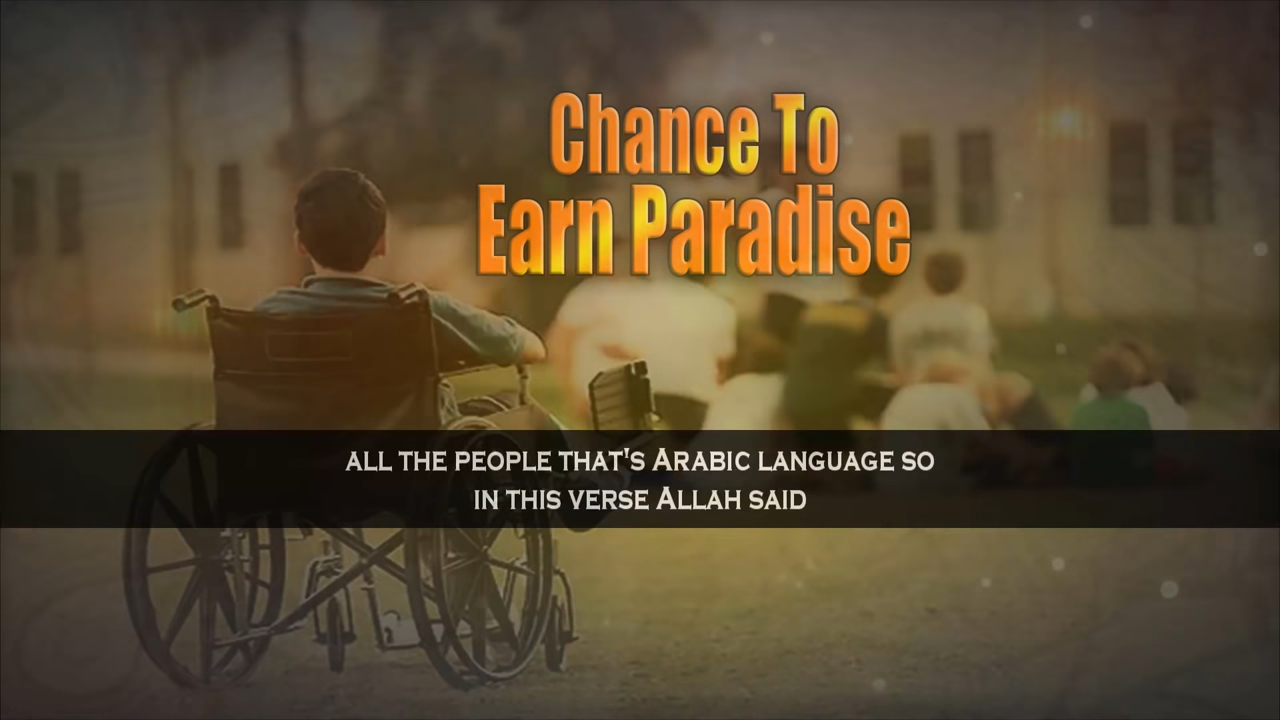 Chance To
Earn Paradise
ALL THE PEOPLE THAT'S ARABIC LANGUAGE SO
IN THIS VERSE ALLAH SAID